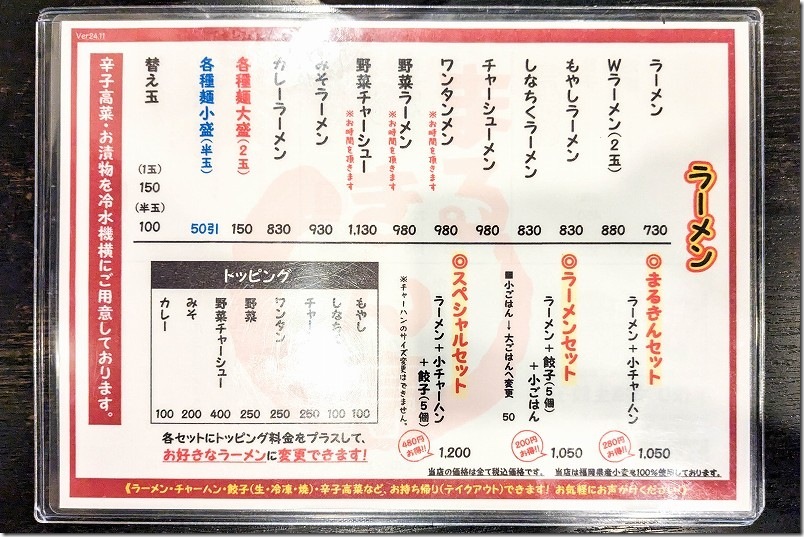 Ver24.11
ラーメン
ラーメン 730
Wラーメン(2玉) 880
もやしラーメン 830
しなちくラーメン 830
チャーシューメン 980
ワンタンメン ※お時間を頂きます 980
野菜ラーメン ※お時間を頂きます 980
野菜チャーシュー ※お時間を頂きます 1,130
みそラーメン 930
カレーラーメン 830
各種麺大盛(2玉) 150
各種麺小盛(半玉) 50引
替え玉 (1玉) 150 (半玉) 100
◎まるきんセット
ラーメン+小チャーハン
280円お得!! 1,050
◎ラーメンセット
ラーメン+餃子(5個)
+小ごはん
200円お得!! 1,050
■小ごはん→大ごはんへ変更 50
◎スペシャルセット
ラーメン+小チャーハン
+餃子(5個)
480円お得!! 1,200
※チャーハンのサイズ変更はできません。
トッピング
もやし 100
しなち 100
チャー 250
ワンタン 250
野菜 250
野菜チャーシュー 400
みそ 200
カレー 100
各セットにトッピング料金をプラスして、
お好きなラーメンに変更できます!
当店の価格は全て税込価格です。 当店は福岡県産小麦を100%使用しております。
辛子高菜・お漬物を冷水機横にご用意しております。
《ラーメン・チャーハン・餃子(生・冷凍・焼)・辛子高菜など、お持ち帰り(テイクアウト)できます! お気軽にお声がけください》